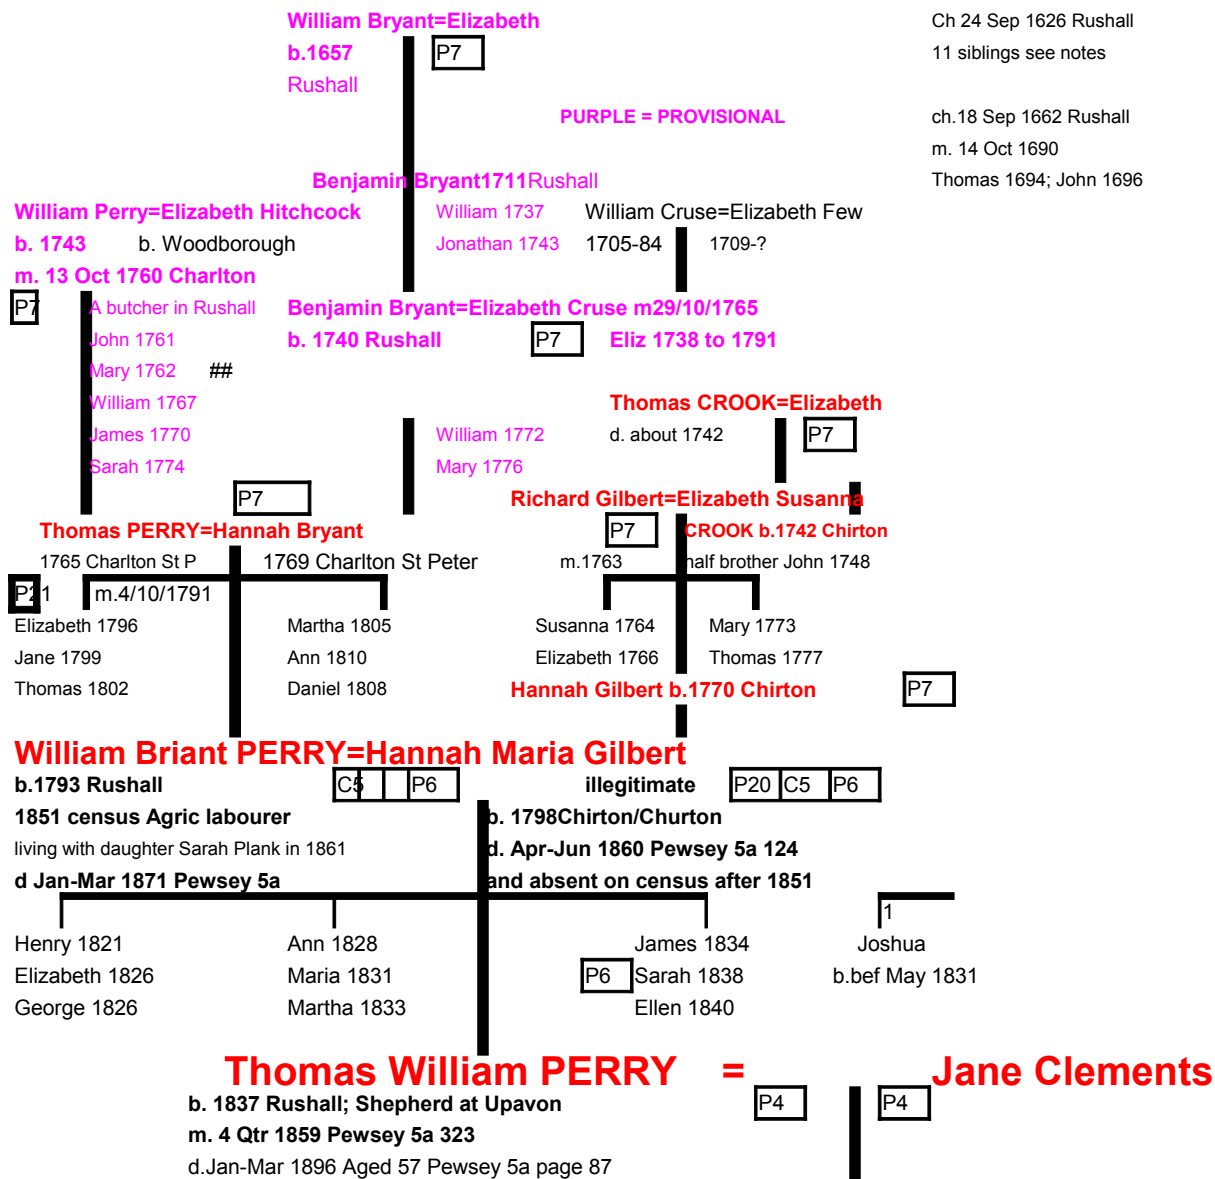 William Bryant=Elizabeth Ch 24 Sep 1626 Rushall
b.1657 P7 11 siblings see notes
Rushall
PURPLE = PROVISIONAL ch.18 Sep 1662 Rushall
m. 14 Oct 1690
Benjamin Bryant1711Rushall Thomas 1694; John 1696
William Perry=Elizabeth Hitchcock William 1737 William Cruse=Elizabeth Few
b. 1743 b. Woodborough Jonathan 1743 1705-84 1709-?
m. 13 Oct 1760 Charlton
P7 A butcher in Rushall Benjamin Bryant=Elizabeth Cruse m29/10/1765
John 1761 b. 1740 Rushall P7 Eliz 1738 to 1791
Mary 1762 ##
William 1767 Thomas CROOK=Elizabeth
James 1770 William 1772 d. about 1742 P7
Sarah 1774 Mary 1776
P7 Richard Gilbert=Elizabeth Susanna
Thomas PERRY=Hannah Bryant P7 CROOK b.1742 Chirton
1765 Charlton St P 1769 Charlton St Peter m.1763 half brother John 1748
P21 m.4/10/1791
Elizabeth 1796 Martha 1805 Susanna 1764 Mary 1773
Jane 1799 Ann 1810 Elizabeth 1766 Thomas 1777
Thomas 1802 Daniel 1808 Hannah Gilbert b.1770 Chirton P7
William Briant PERRY=Hannah Maria Gilbert
b.1793 Rushall C5 P6 illegitimate P20 C5 P6
1851 census Agric labourer b. 1798Chirton/Churton
living with daughter Sarah Plank in 1861 d. Apr-Jun 1860 Pewsey 5a 124
d Jan-Mar 1871 Pewsey 5a and absent on census after 1851
1
Henry 1821 Ann 1828 James 1834 Joshua
Elizabeth 1826 Maria 1831 P6 Sarah 1838 b.bef May 1831
George 1826 Martha 1833 Ellen 1840
Thomas William PERRY = Jane Clements
b. 1837 Rushall; Shepherd at Upavon P4 P4
m. 4 Qtr 1859 Pewsey 5a 323
d.Jan-Mar 1896 Aged 57 Pewsey 5a page 87